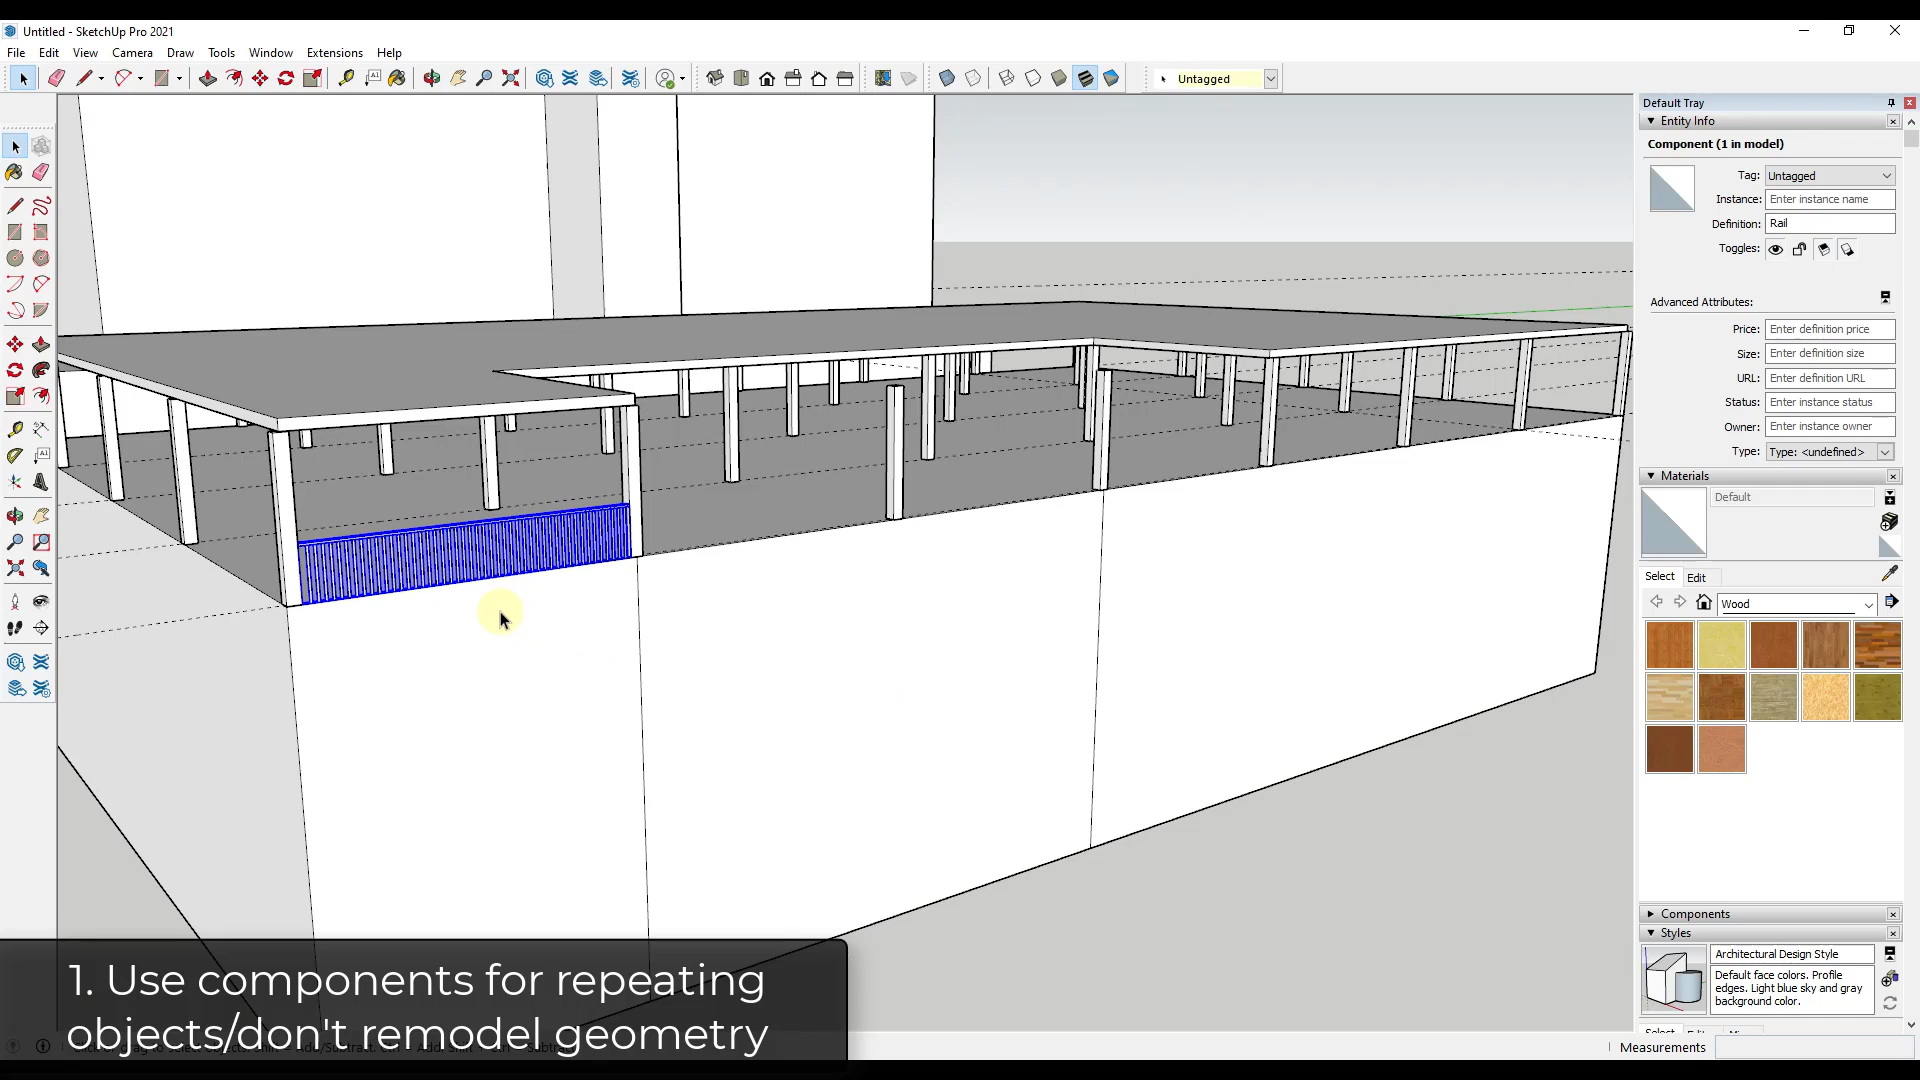 Untitled - SketchUp Pro 2021
File Edit View Camera Draw Tools Window Extensions Help
Untagged
Default Tray
Entity Info
Component (1 in model)
Tag: Untagged
Instance: Enter instance name
Definition: Rail
Toggles:
Advanced Attributes:
Price: Enter definition price
Size: Enter definition size
URL: Enter definition URL
Status: Enter instance status
Owner: Enter instance owner
Type: Type: <undefined>
Materials
Default
Select Edit
Wood
Components
Styles
Architectural Design Style
Default face colors. Profile
edges. Light blue sky and gray
background color.
1. Use components for repeating
objects/don't remodel geometry
Measurements